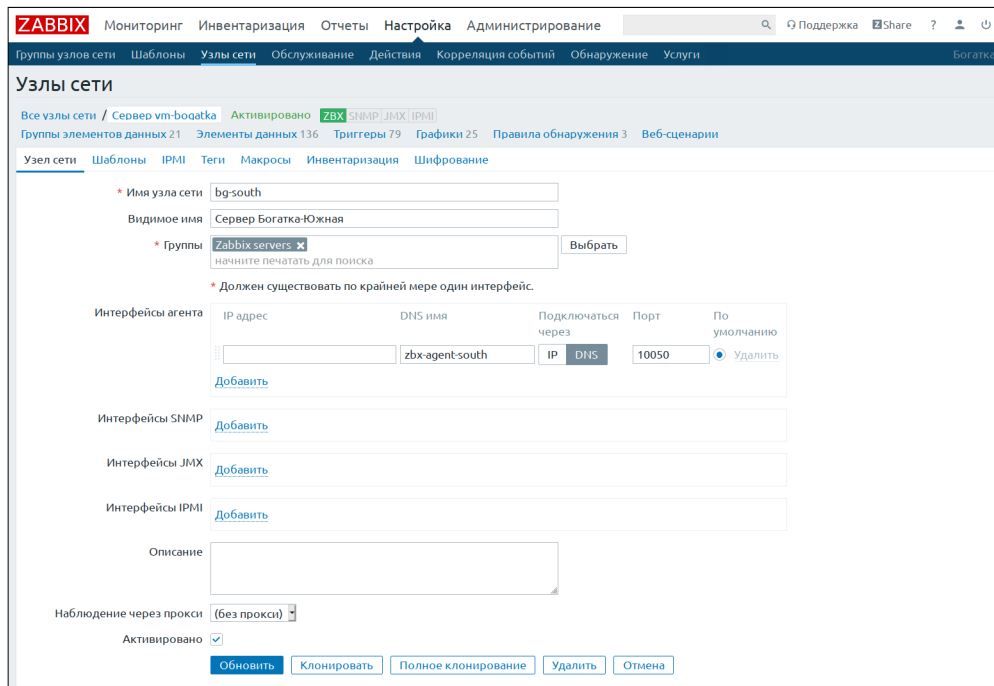 ZABBIX Мониторинг Инвентаризация Отчеты Настройка Администрирование Поддержка Z Share ?
Группы узлов сети Шаблоны Узлы сети Обслуживание Действия Корреляция событий Обнаружение Услуги Богатка
Узлы сети
Все узлы сети / Сервер vm-bogatka Активировано ZBX SNMP JMX IPMI
Группы элементов данных 21 Элементы данных 136 Триггеры 79 Графики 25 Правила обнаружения 3 Веб-сценарии
Узел сети Шаблоны IPMI Теги Макросы Инвентаризация Шифрование
* Имя узла сети bg-south
Видимое имя Сервер Богатка-Южная
* Группы Zabbix servers × Выбрать
начните печатать для поиска
* Должен существовать по крайней мере один интерфейс.
Интерфейсы агента IP адрес DNS имя Подключаться через Порт По умолчанию
zbx-agent-south IP DNS 10050 Удалить
Добавить
Интерфейсы SNMP Добавить
Интерфейсы JMX Добавить
Интерфейсы IPMI Добавить
Описание
Наблюдение через прокси (без прокси)
Активировано
Обновить Клонировать Полное клонирование Удалить Отмена